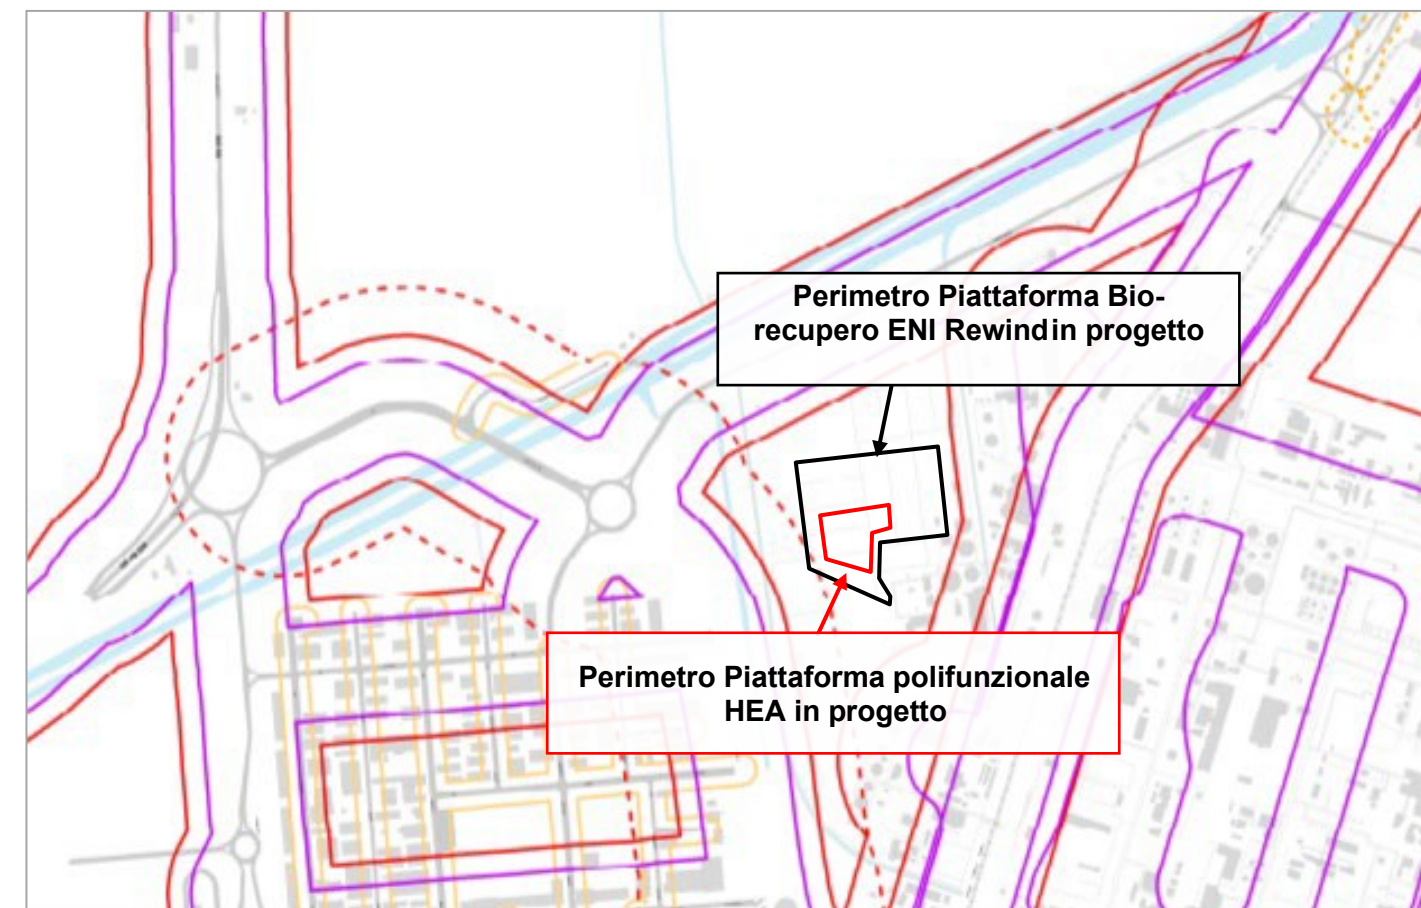 Perimetro Piattaforma Bio-
recupero ENI Rewindin progetto
Perimetro Piattaforma polifunzionale
HEA in progetto